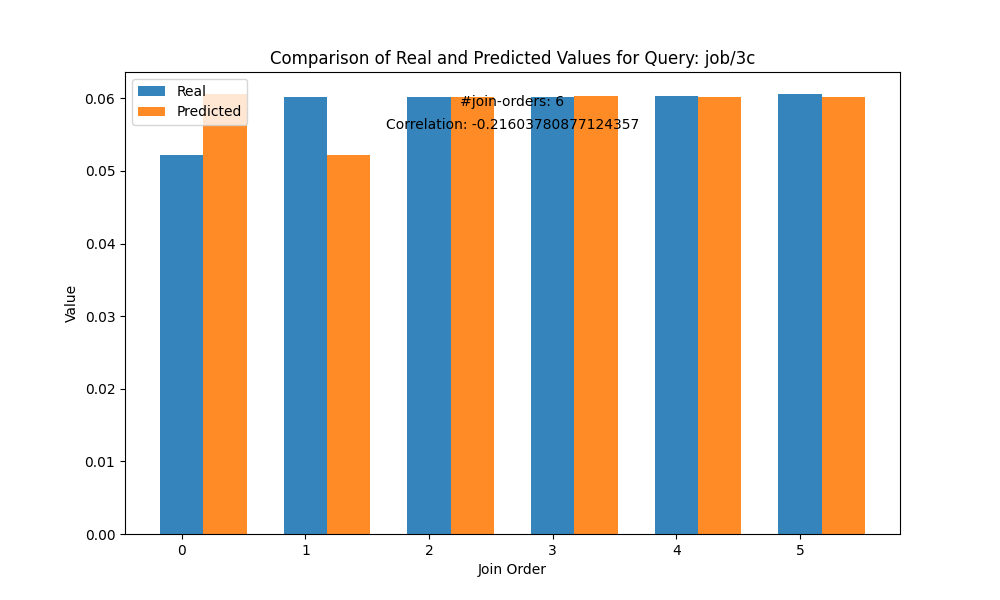 Comparison of Real and Predicted Values for Query: job/3c
Real
Predicted
#join-orders: 6
Correlation: -0.21603780877124357
0.06
0.05
0.04
0.03
0.02
0.01
0.00
Value
0 1 2 3 4 5
Join Order